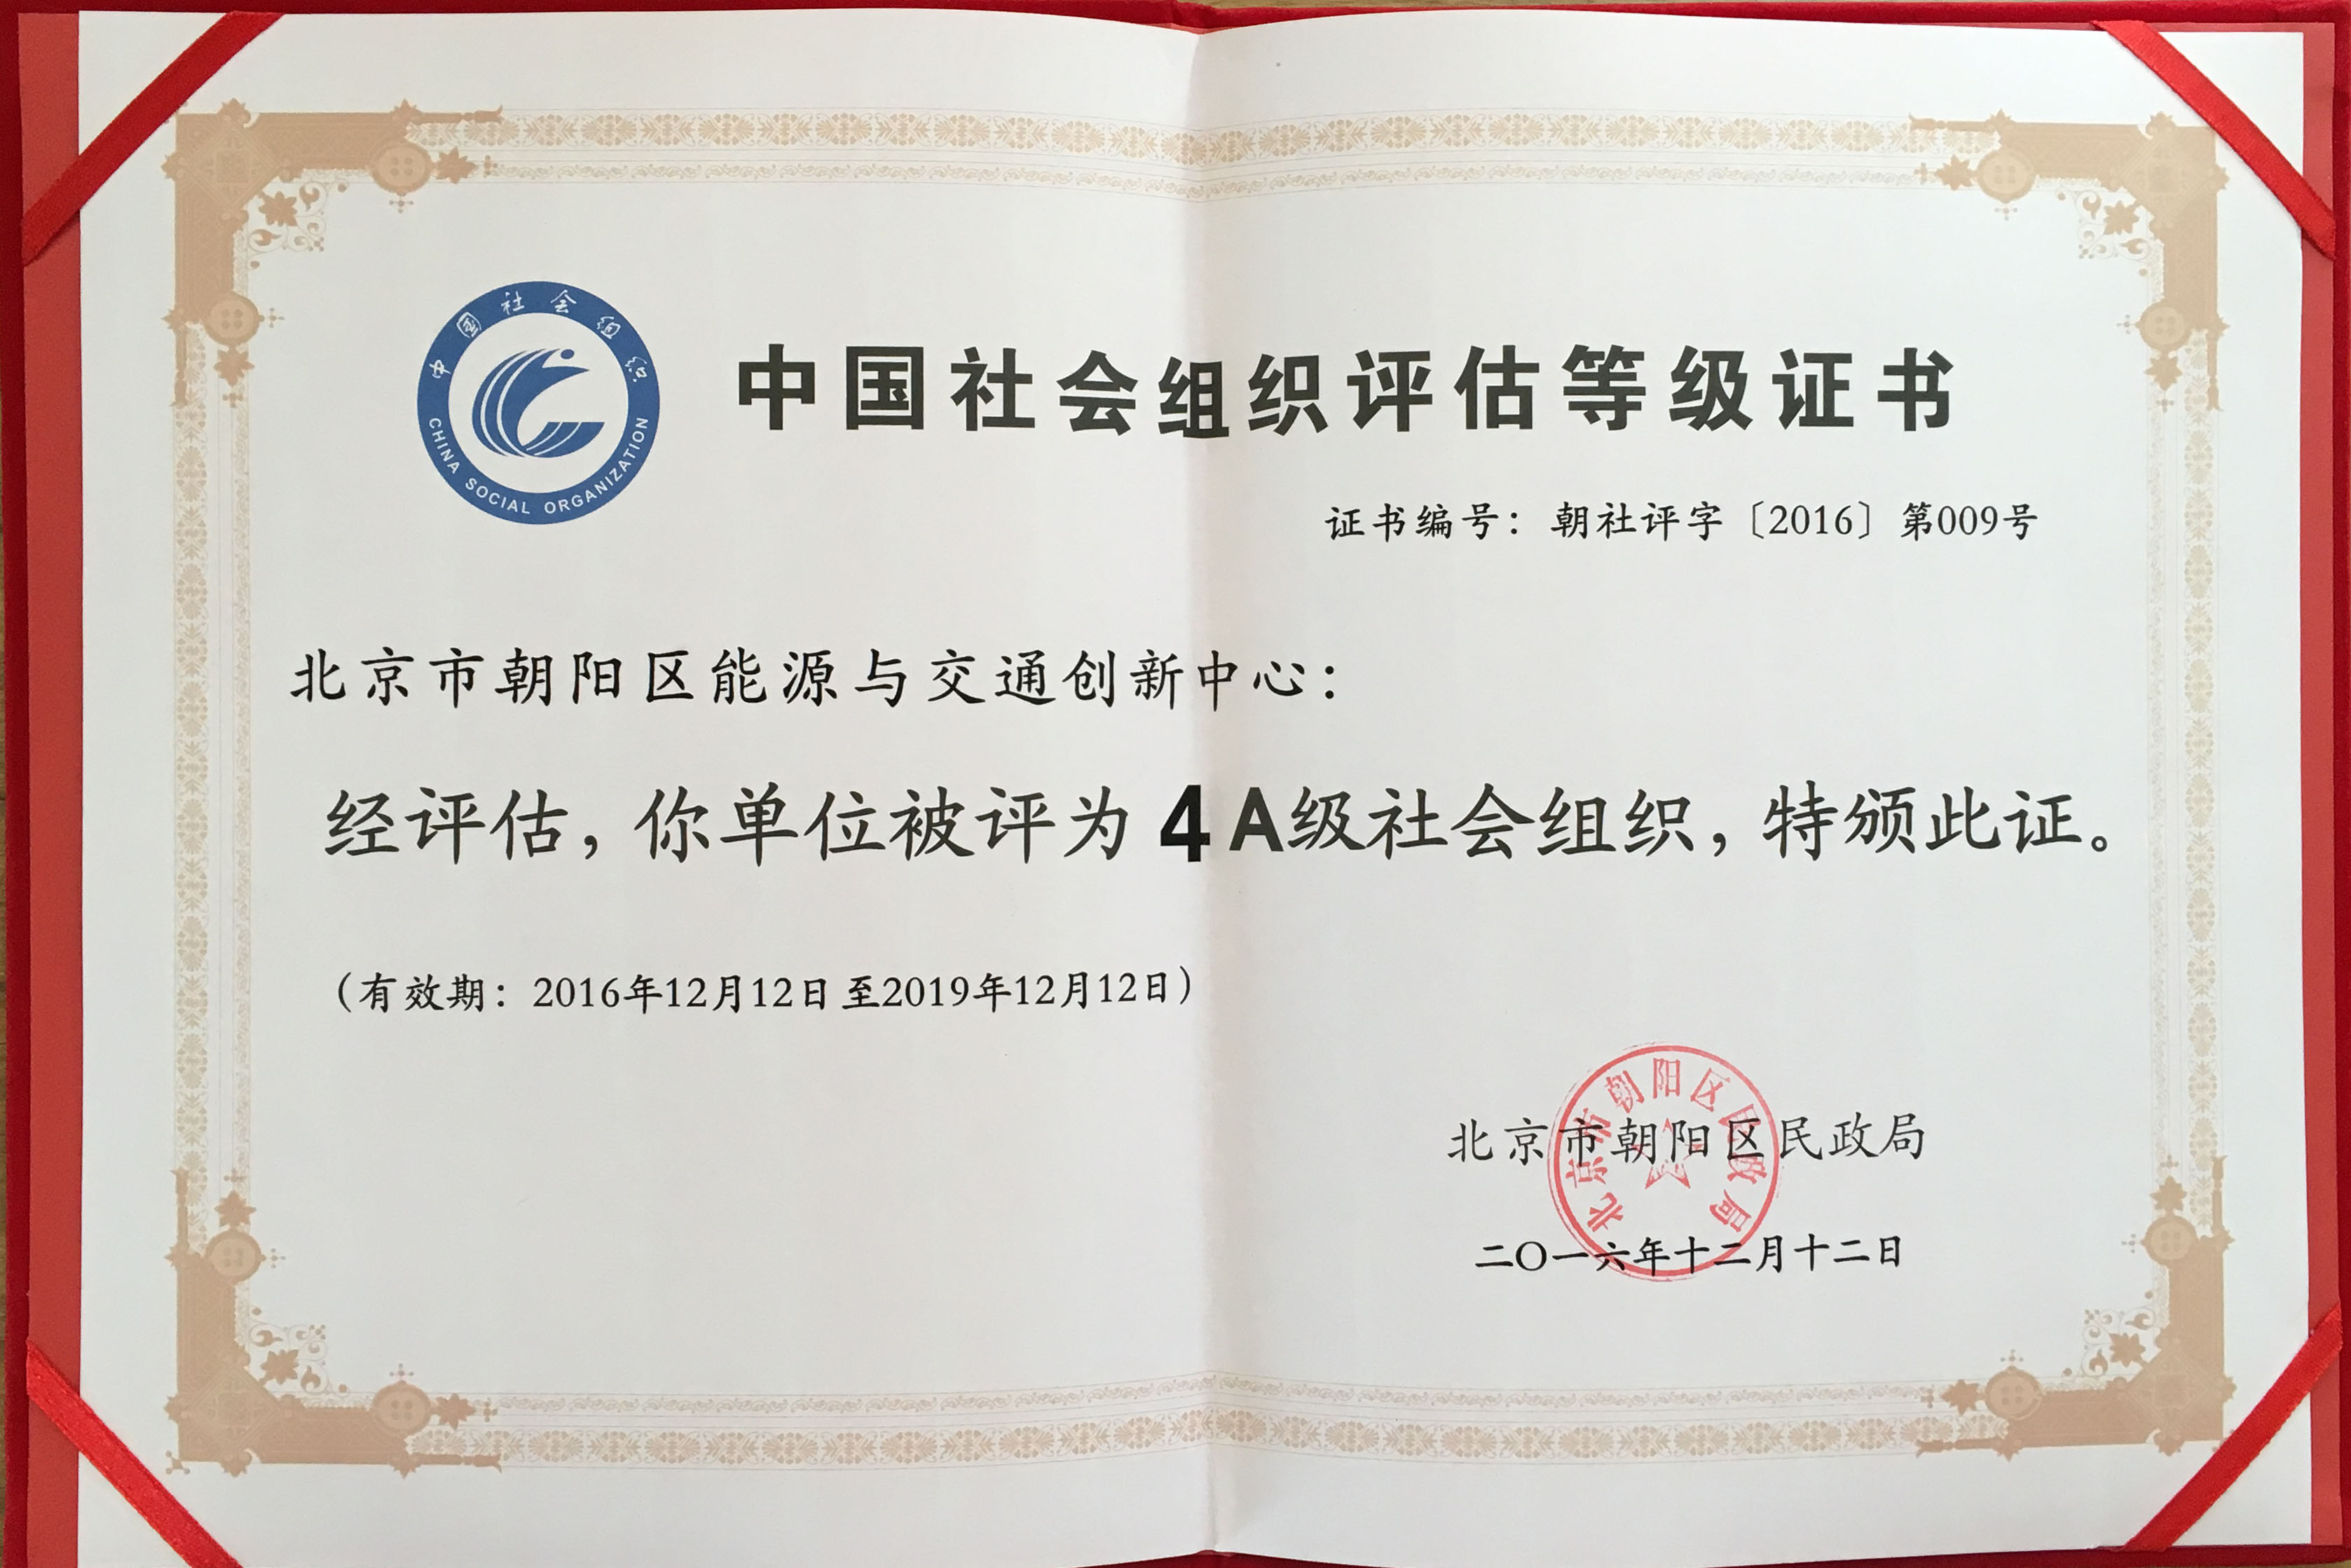 中国社会组织
CHINA SOCIAL ORGANIZATION
中国社会组织评估等级证书
证书编号：朝社评字〔2016〕第009号
北京市朝阳区能源与交通创新中心：
经评估，你单位被评为 4 A级社会组织，特颁此证。
（有效期：2016年12月12日至2019年12月12日）
北京市朝阳区民政局
北京市朝阳区民政局
二〇一六年十二月十二日